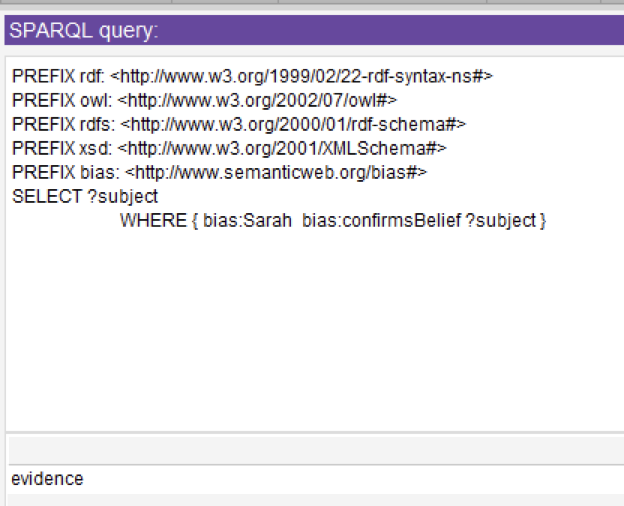 SPARQL query:
PREFIX rdf: <http://www.w3.org/1999/02/22-rdf-syntax-ns#>
PREFIX owl: <http://www.w3.org/2002/07/owl#>
PREFIX rdfs: <http://www.w3.org/2000/01/rdf-schema#>
PREFIX xsd: <http://www.w3.org/2001/XMLSchema#>
PREFIX bias: <http://www.semanticweb.org/bias#>
SELECT ?subject
WHERE { bias:Sarah bias:confirmsBelief ?subject }
evidence